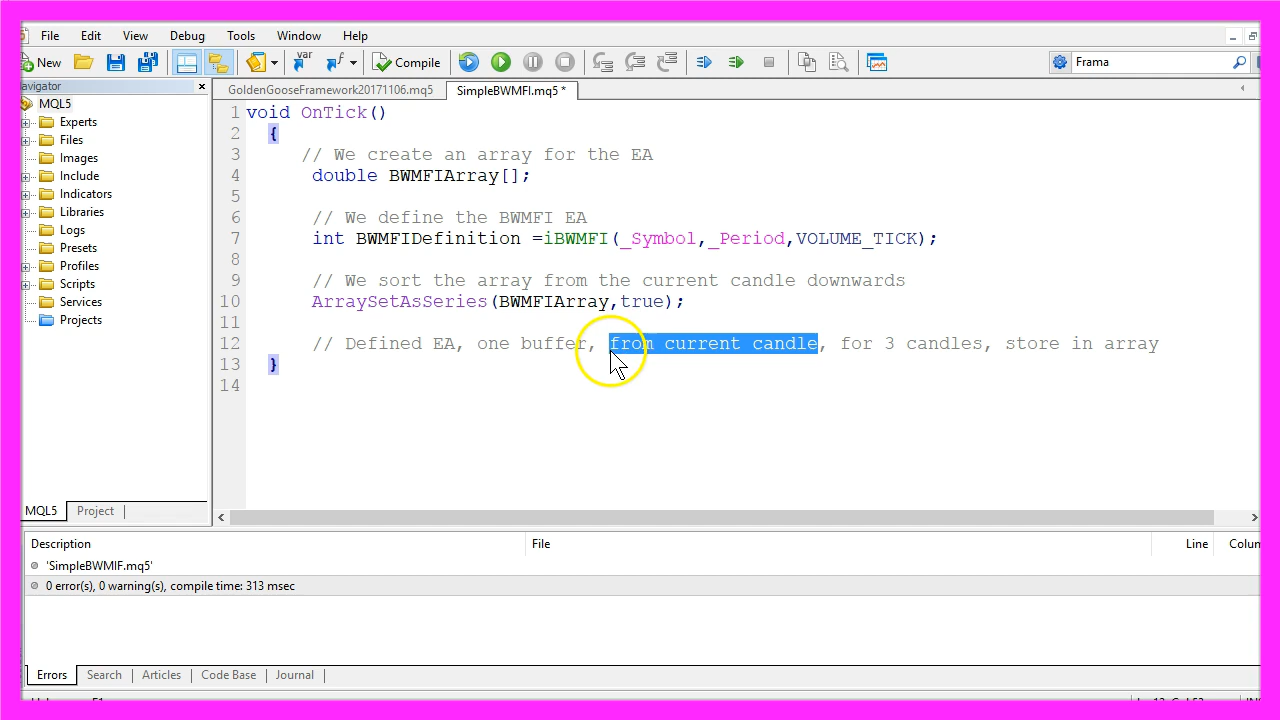 File Edit View Debug Tools Window Help
New Compile Frama
avigator
GoldenGooseFramework20171106.mq5 SimpleBWMFI.mq5 *
MQL5
Experts
Files
Images
Include
Indicators
Libraries
Logs
Presets
Profiles
Scripts
Services
Projects
MQL5 Project
1 void OnTick()
2 {
3 // We create an array for the EA
4 double BWMFIArray[];
5
6 // We define the BWMFI EA
7 int BWMFIDefinition =iBWMFI(_Symbol,_Period,VOLUME_TICK);
8
9 // We sort the array from the current candle downwards
10 ArraySetAsSeries(BWMFIArray,true);
11
12 // Defined EA, one buffer, from current candle, for 3 candles, store in array
13 }
14
Description File Line Colun
'SimpleBWMIF.mq5'
0 error(s), 0 warning(s), compile time: 313 msec
Errors Search Articles Code Base Journal